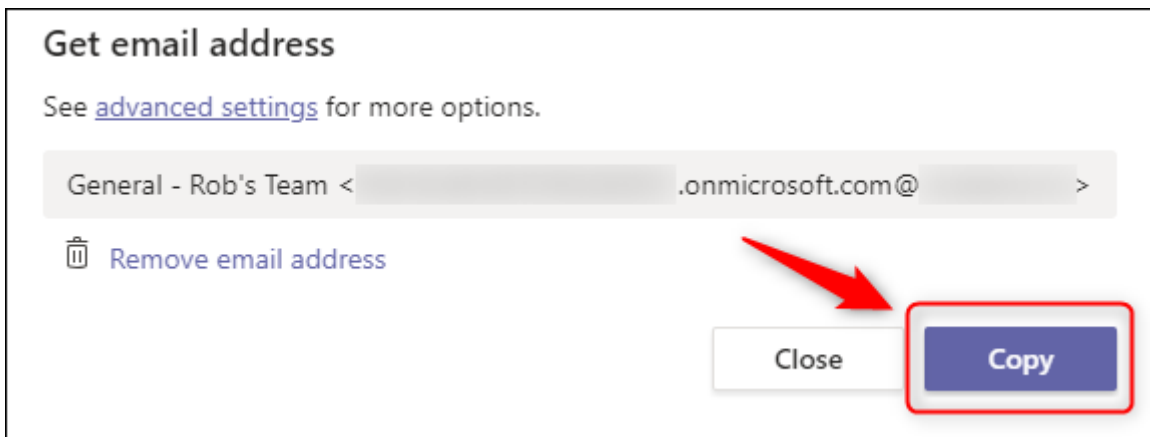 Get email address
See advanced settings for more options.
General - Rob's Team < .onmicrosoft.com@ >
Remove email address
Close Copy